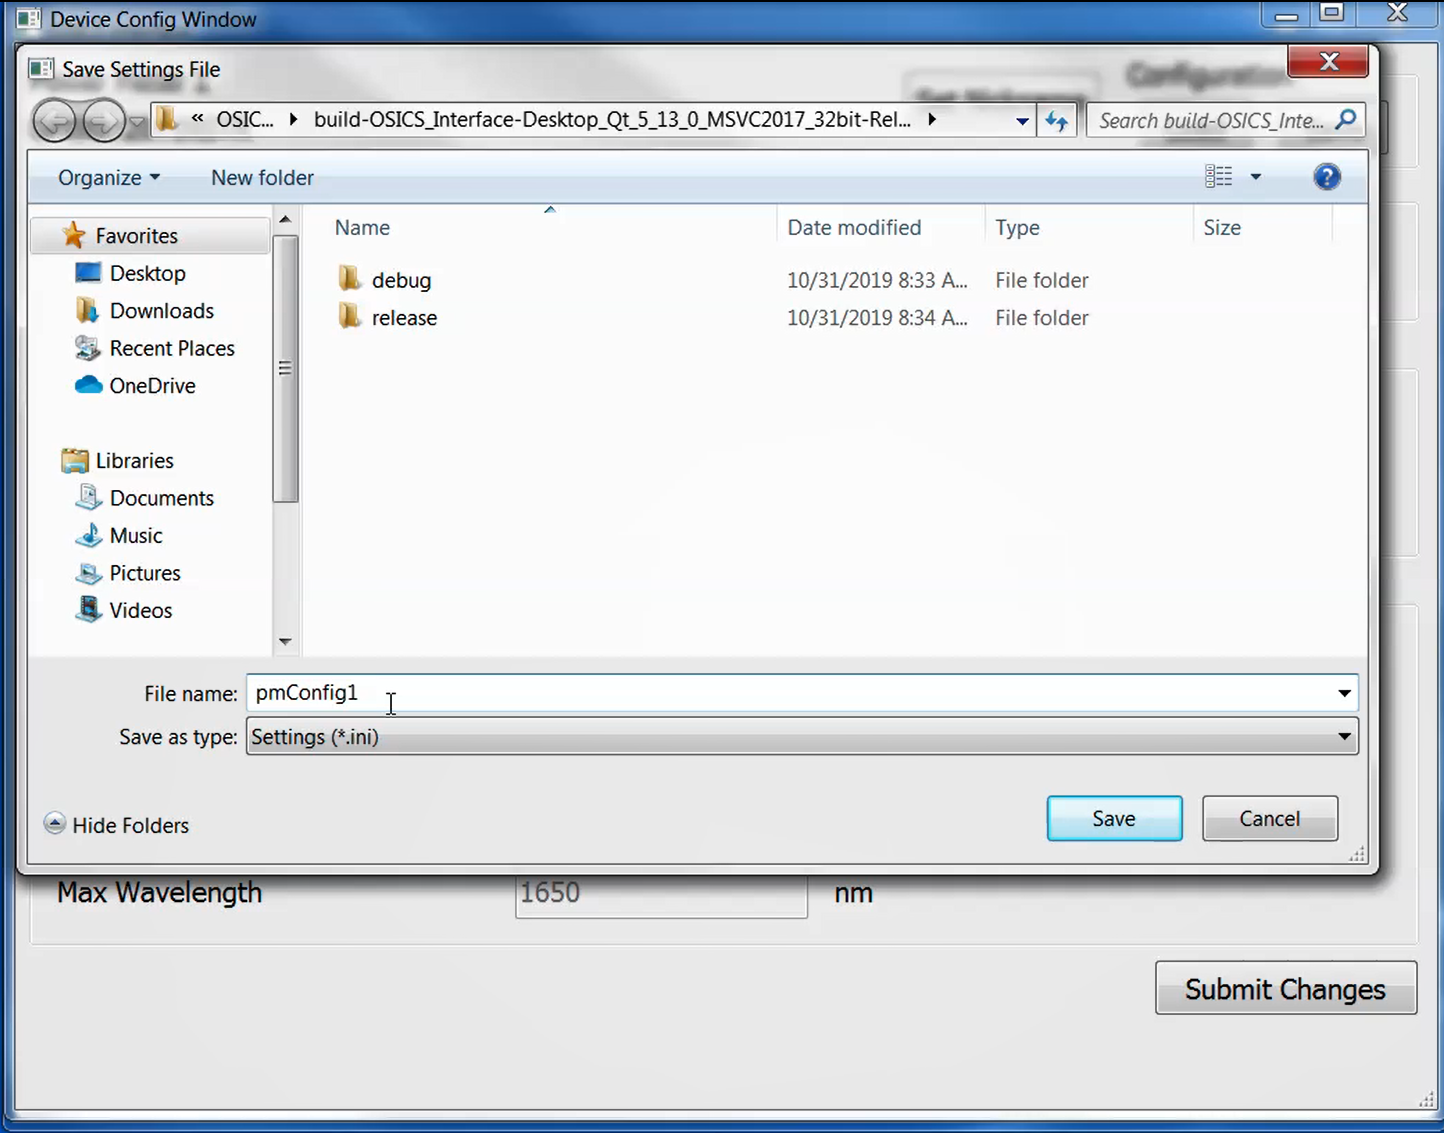 Device Config Window
Save Settings File
Configuration
Set Nickname
« OSIC... build-OSICS_Interface-Desktop_Qt_5_13_0_MSVC2017_32bit-Rel...
Search build-OSICS_Inte...
Organize
New folder
Name Date modified Type Size
Favorites
Desktop
Downloads
Recent Places
OneDrive
Libraries
Documents
Music
Pictures
Videos
debug 10/31/2019 8:33 A... File folder
release 10/31/2019 8:34 A... File folder
File name: pmConfig1
Save as type: Settings (*.ini)
Hide Folders
Save
Cancel
Max Wavelength 1650 nm
Submit Changes